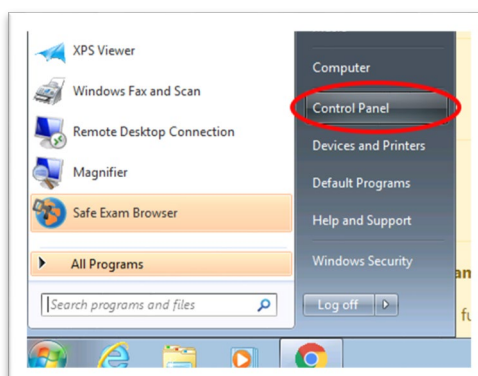 XPS Viewer
Windows Fax and Scan
Remote Desktop Connection
Magnifier
Safe Exam Browser
All Programs
Search programs and files
Computer
Control Panel
Devices and Printers
Default Programs
Help and Support
Windows Security
Log off